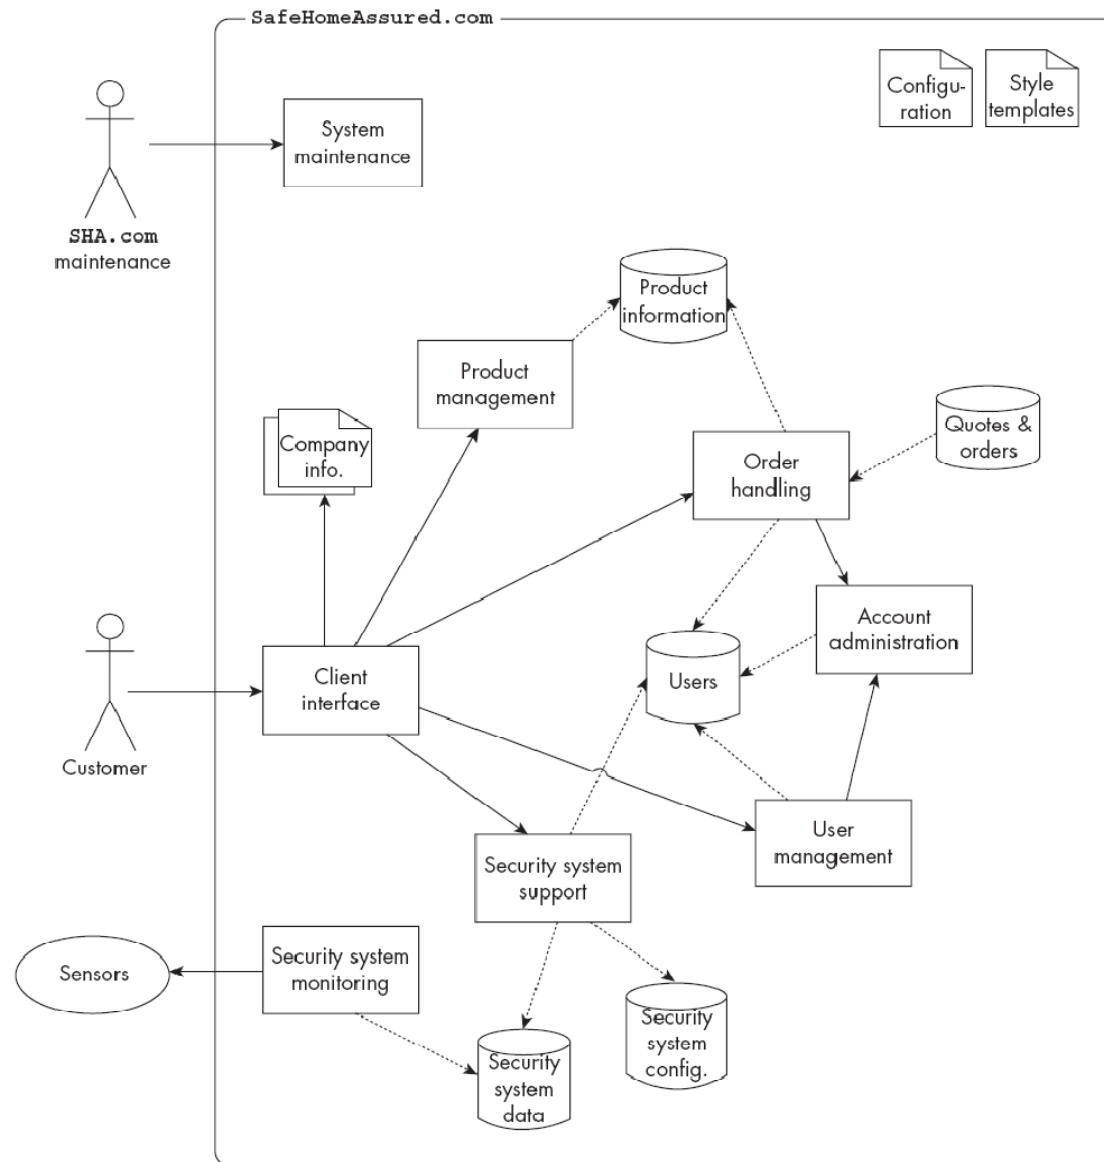 SafeHomeAssured.com
Configu-
ration
Style
templates
System
maintenance
SHA.com
maintenance
Product
information
Product
management
Company
info.
Quotes &
orders
Order
handling
Account
administration
Client
interface
Users
Customer
User
management
Security system
support
Sensors
Security system
monitoring
Security
system
config.
Security
system
data